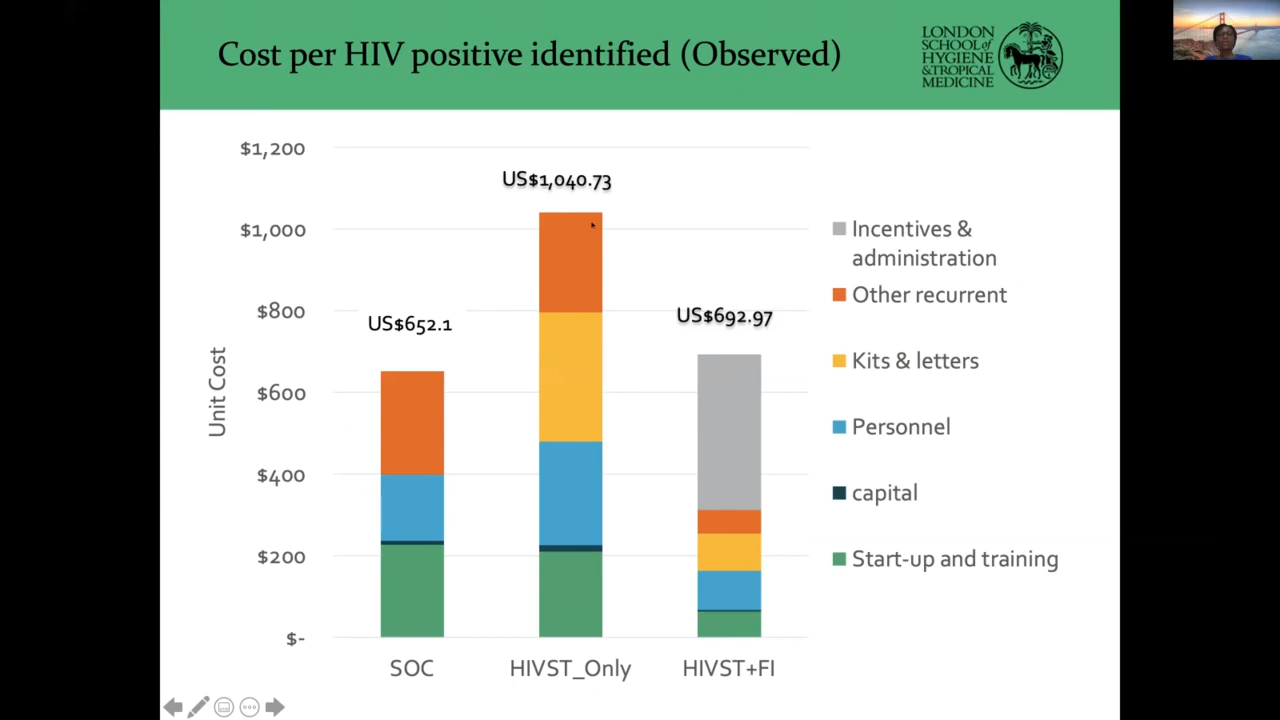 Cost per HIV positive identified (Observed)
LONDON
SCHOOL of
HYGIENE
& TROPICAL
MEDICINE
Unit Cost
$1,200
$1,000
$800
$600
$400
$200
$-
US$652.1
US$1,040.73
US$692.97
SOC
HIVST_Only
HIVST+FI
Incentives &
administration
Other recurrent
Kits & letters
Personnel
capital
Start-up and training